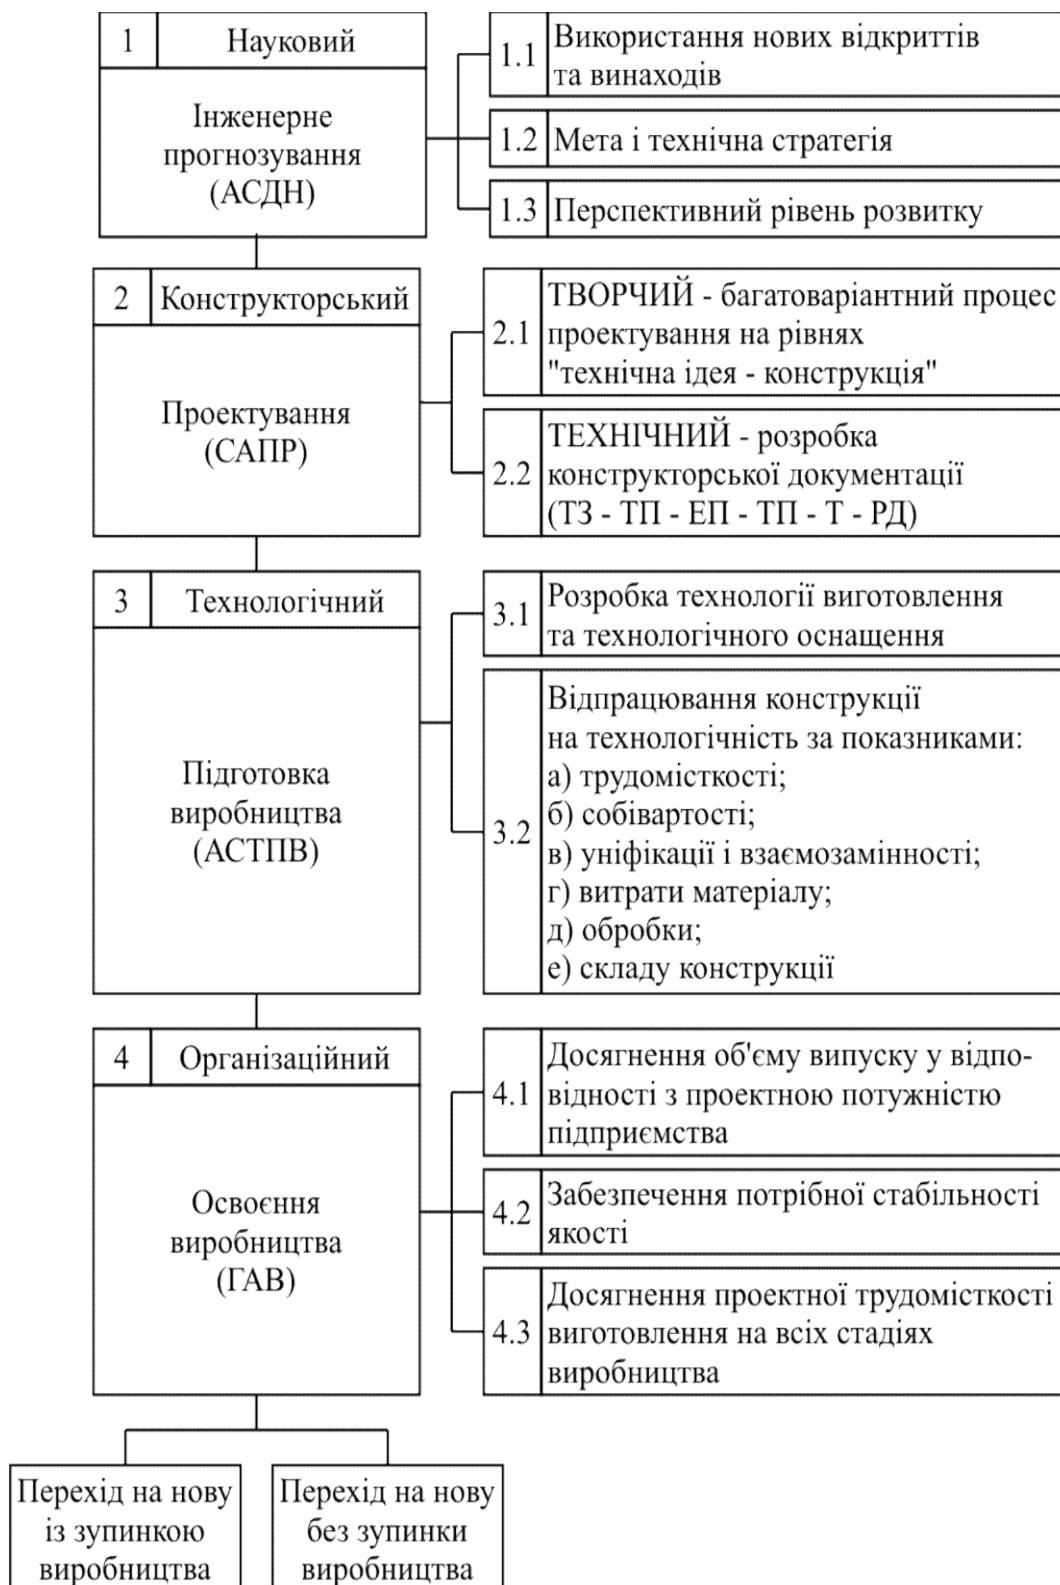 1 Науковий
Інженерне
прогнозування
(АСДН)
1.1 Використання нових відкриттів
та винаходів
1.2 Мета і технічна стратегія
1.3 Перспективний рівень розвитку
2 Конструкторський
Проектування
(САПР)
2.1 ТВОРЧИЙ - багатоваріантний процес
проектування на рівнях
"технічна ідея - конструкція"
2.2 ТЕХНІЧНИЙ - розробка
конструкторської документації
(ТЗ - ТП - ЕП - ТП - Т - РД)
3 Технологічний
Підготовка
виробництва
(АСТПВ)
3.1 Розробка технології виготовлення
та технологічного оснащення
3.2 Відпрацювання конструкції
на технологічність за показниками:
а) трудомісткості;
б) собівартості;
в) уніфікації і взаємозамінності;
г) витрати матеріалу;
д) обробки;
е) складу конструкції
4 Організаційний
Освоєння
виробництва
(ГАВ)
4.1 Досягнення об'єму випуску у відпо-
відності з проектною потужністю
підприємства
4.2 Забезпечення потрібної стабільності
якості
4.3 Досягнення проектної трудомісткості
виготовлення на всіх стадіях
виробництва
Перехід на нову
із зупинкою
виробництва
Перехід на нову
без зупинки
виробництва